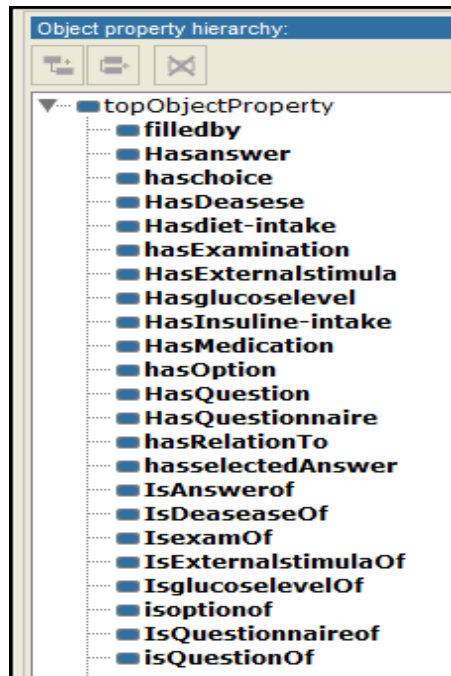 Object property hierarchy:
topObjectProperty
filledby
Hasanswer
haschoice
HasDeasese
Hasdiet-intake
hasExamination
HasExternalstimula
Hasglucoselevel
HasInsuline-intake
HasMedication
hasOption
HasQuestion
HasQuestionnaire
hasRelationTo
hasselectedAnswer
IsAnswerof
IsDeaseaseOf
IsexamOf
IsExternalstimulaOf
IsglucoselevelOf
isoptionof
IsQuestionnaireof
isQuestionOf